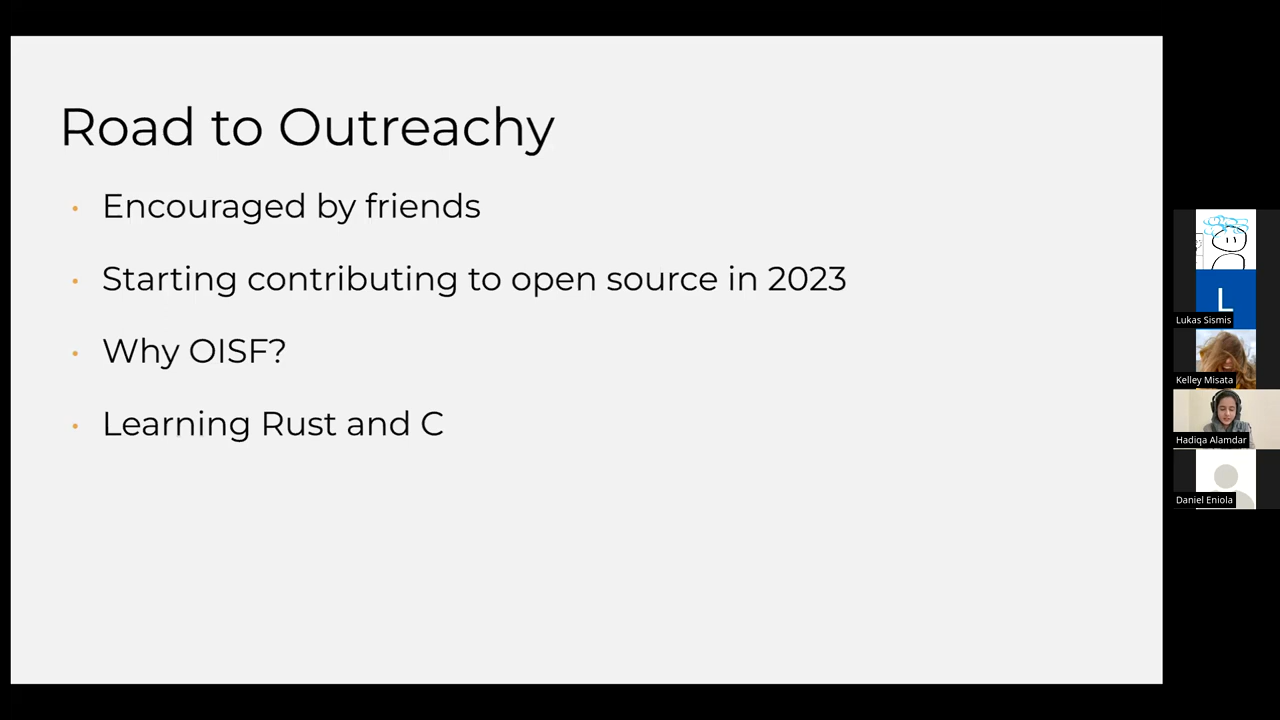 Road to Outreachy
• Encouraged by friends
• Starting contributing to open source in 2023
• Why OISF?
• Learning Rust and C
L
Lukas Sismis
Kelley Misata
Hadiqa Alamdar
Daniel Eniola